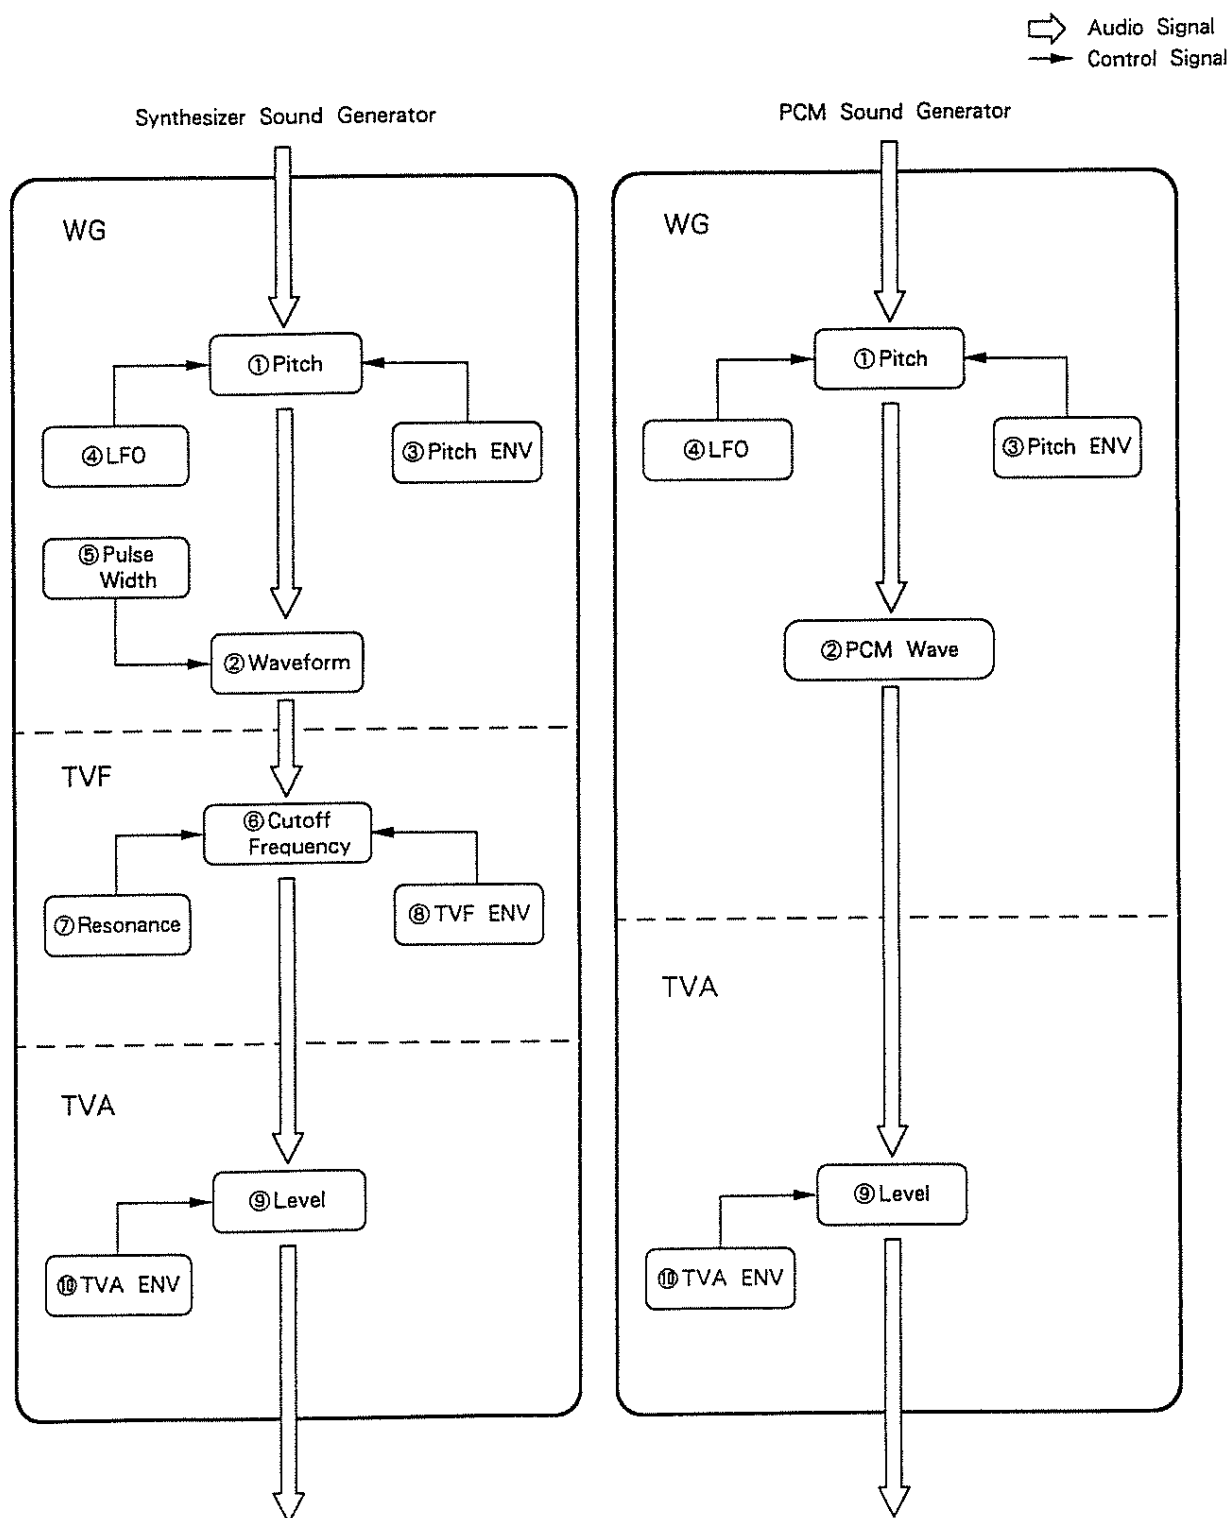 Audio Signal
Control Signal
Synthesizer Sound Generator
WG
①Pitch
④LFO
③Pitch ENV
⑤Pulse
Width
②Waveform
TVF
⑥Cutoff
Frequency
⑦Resonance
⑧TVF ENV
TVA
⑨Level
⑩TVA ENV
PCM Sound Generator
WG
①Pitch
④LFO
③Pitch ENV
②PCM Wave
TVA
⑨Level
⑩TVA ENV